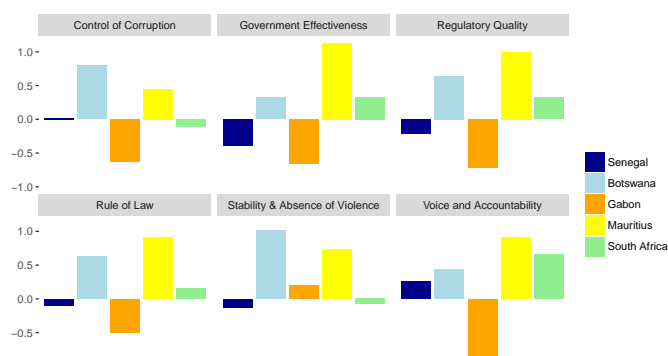 Control of Corruption Government Effectiveness Regulatory Quality
1.0
0.5
0.0
−0.5
−1.0
Rule of Law Stability & Absence of Violence Voice and Accountability
1.0
0.5
0.0
−0.5
Senegal
Botswana
Gabon
Mauritius
South Africa